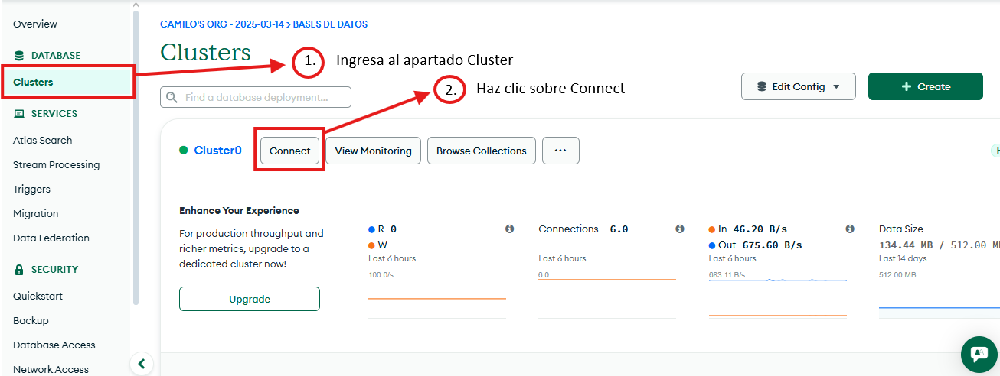 Overview
DATABASE
Clusters
SERVICES
Atlas Search
Stream Processing
Triggers
Migration
Data Federation
SECURITY
Quickstart
Backup
Database Access
Network Access
CAMILO'S ORG - 2025-03-14 > BASES DE DATOS
Clusters
1. Ingresa al apartado Cluster
2. Haz clic sobre Connect
Find a database deployment...
Edit Config
+ Create
Cluster0
Connect
View Monitoring
Browse Collections
...
Enhance Your Experience
For production throughput and
richer metrics, upgrade to a
dedicated cluster now!
Upgrade
R 0
W
Last 6 hours
100.0/s
Connections 6.0
Last 6 hours
6.0
In 46.20 B/s
Out 675.60 B/s
Last 6 hours
683.11 B/s
Data Size
134.44 MB / 512.00 M
Last 14 days
512.00 MB